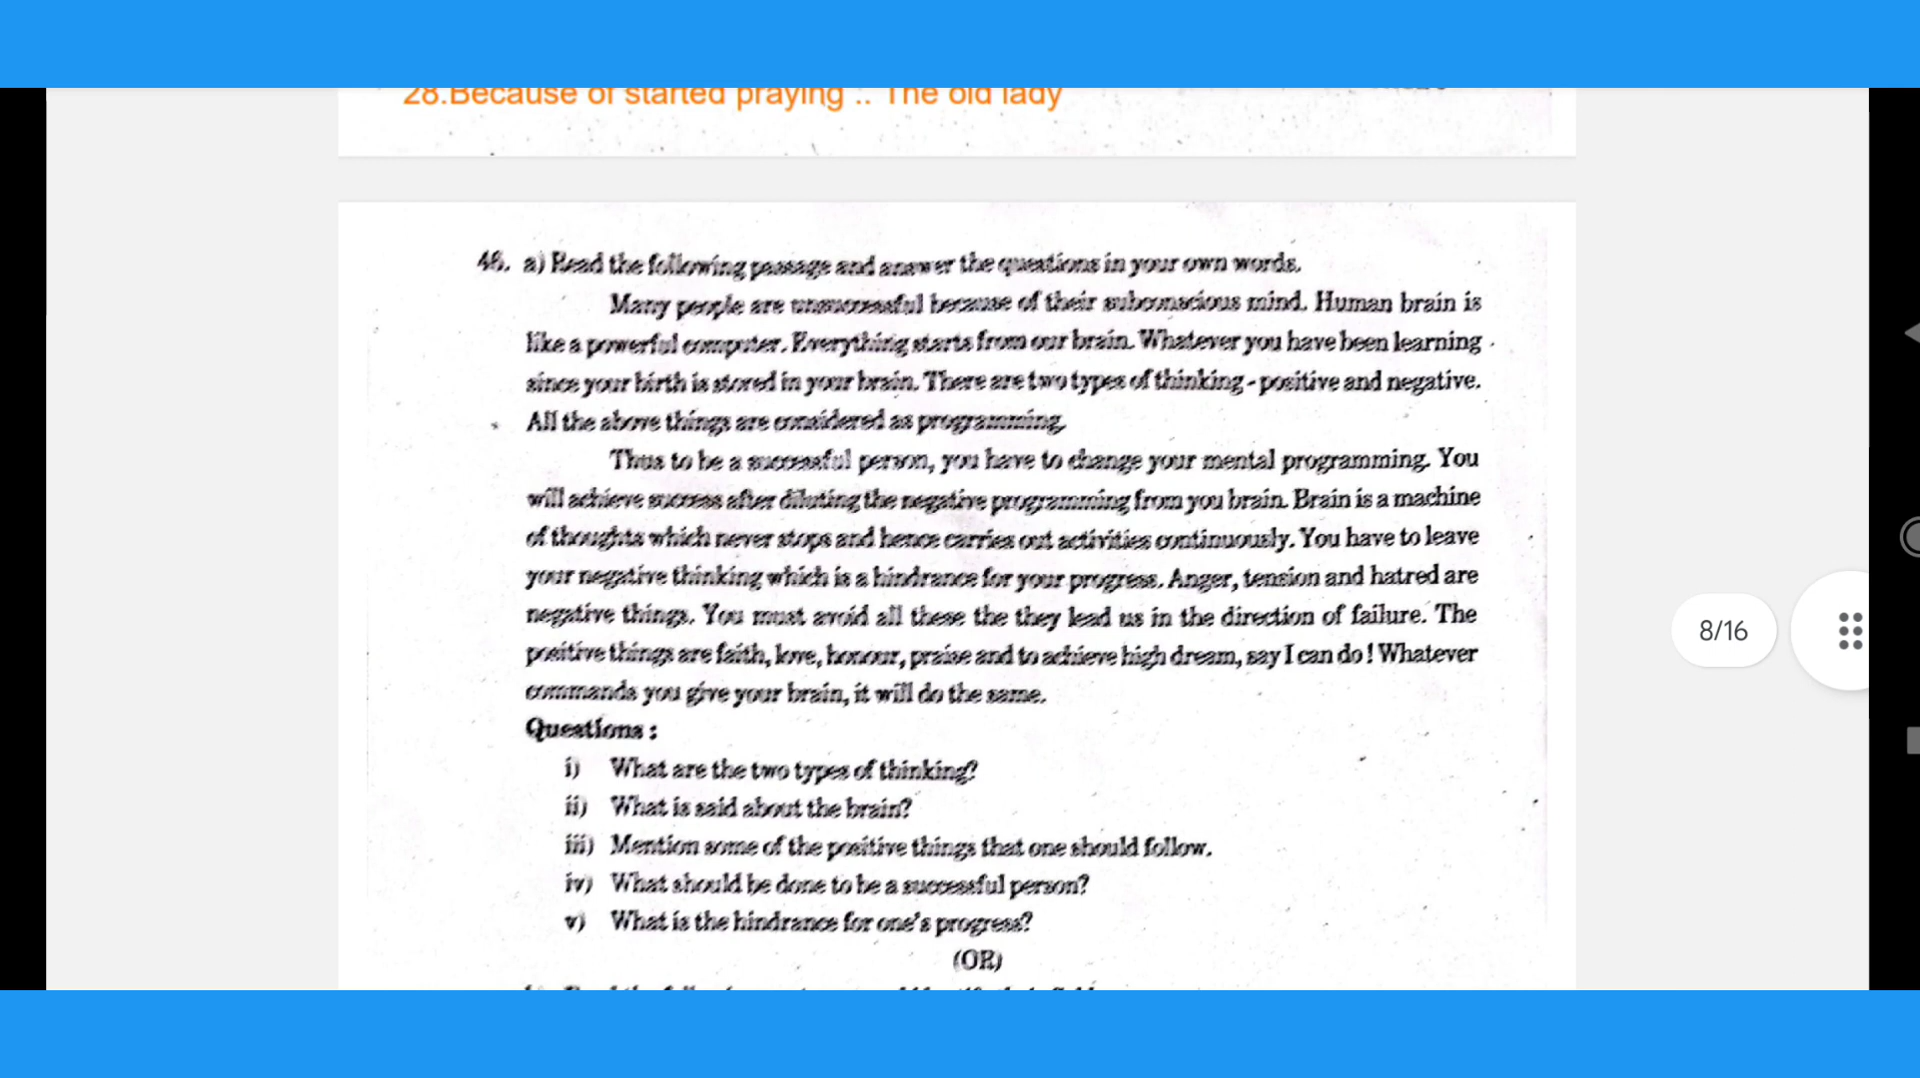 28.Because of started praying .. The old lady
46. a) Read the following passage and answer the questions in your own words.
Many people are unsuccessful because of their subconscious mind. Human brain is
like a powerful computer. Everything starts from our brain. Whatever you have been learning
since your birth is stored in your brain. There are two types of thinking - positive and negative.
All the above things are considered as programming.
Thus to be a successful person, you have to change your mental programming. You
will achieve success after diluting the negative programming from you brain. Brain is a machine
of thoughts which never stops and hence carries out activities continuously. You have to leave
your negative thinking which is a hindrance for your progress. Anger, tension and hatred are
negative things. You must avoid all these the they lead us in the direction of failure. The
positive things are faith, love, honour, praise and to achieve high dream, say I can do ! Whatever
commands you give your brain, it will do the same.
Questions :
i) What are the two types of thinking?
ii) What is said about the brain?
iii) Mention some of the positive things that one should follow.
iv) What should be done to be a successful person?
v) What is the hindrance for one's progress?
(OR)
8/16